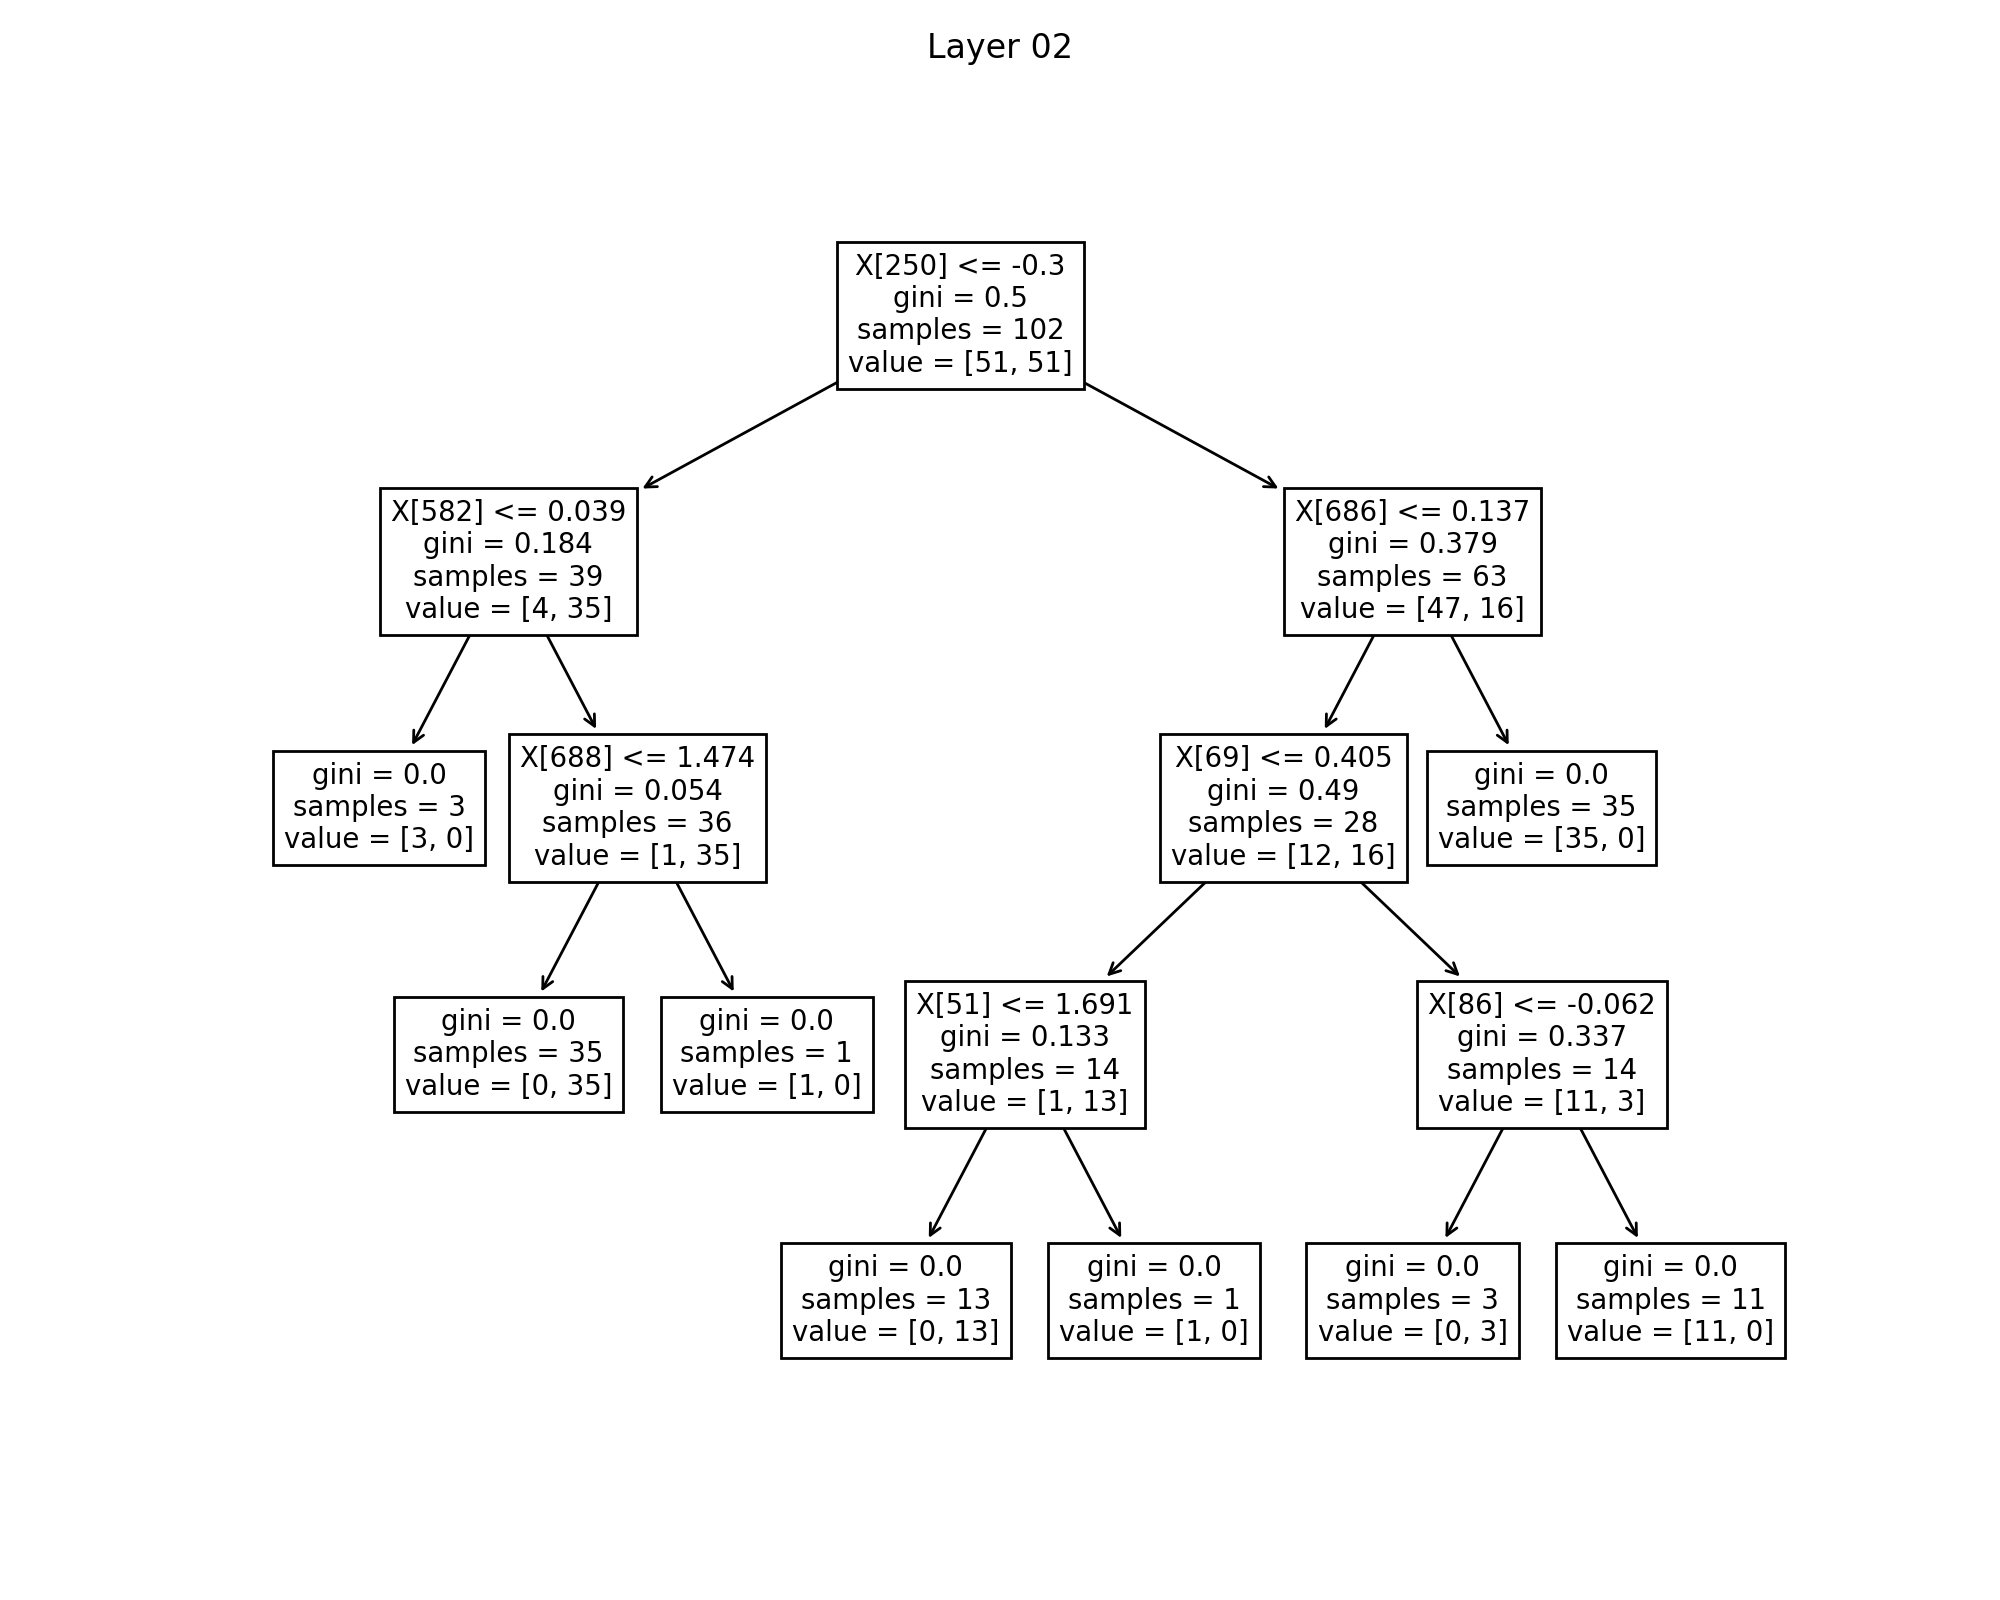 Layer 02
X[250] <= -0.3
gini = 0.5
samples = 102
value = [51, 51]
X[582] <= 0.039
gini = 0.184
samples = 39
value = [4, 35]
X[686] <= 0.137
gini = 0.379
samples = 63
value = [47, 16]
gini = 0.0
samples = 3
value = [3, 0]
X[688] <= 1.474
gini = 0.054
samples = 36
value = [1, 35]
X[69] <= 0.405
gini = 0.49
samples = 28
value = [12, 16]
gini = 0.0
samples = 35
value = [35, 0]
gini = 0.0
samples = 35
value = [0, 35]
gini = 0.0
samples = 1
value = [1, 0]
X[51] <= 1.691
gini = 0.133
samples = 14
value = [1, 13]
X[86] <= -0.062
gini = 0.337
samples = 14
value = [11, 3]
gini = 0.0
samples = 13
value = [0, 13]
gini = 0.0
samples = 1
value = [1, 0]
gini = 0.0
samples = 3
value = [0, 3]
gini = 0.0
samples = 11
value = [11, 0]